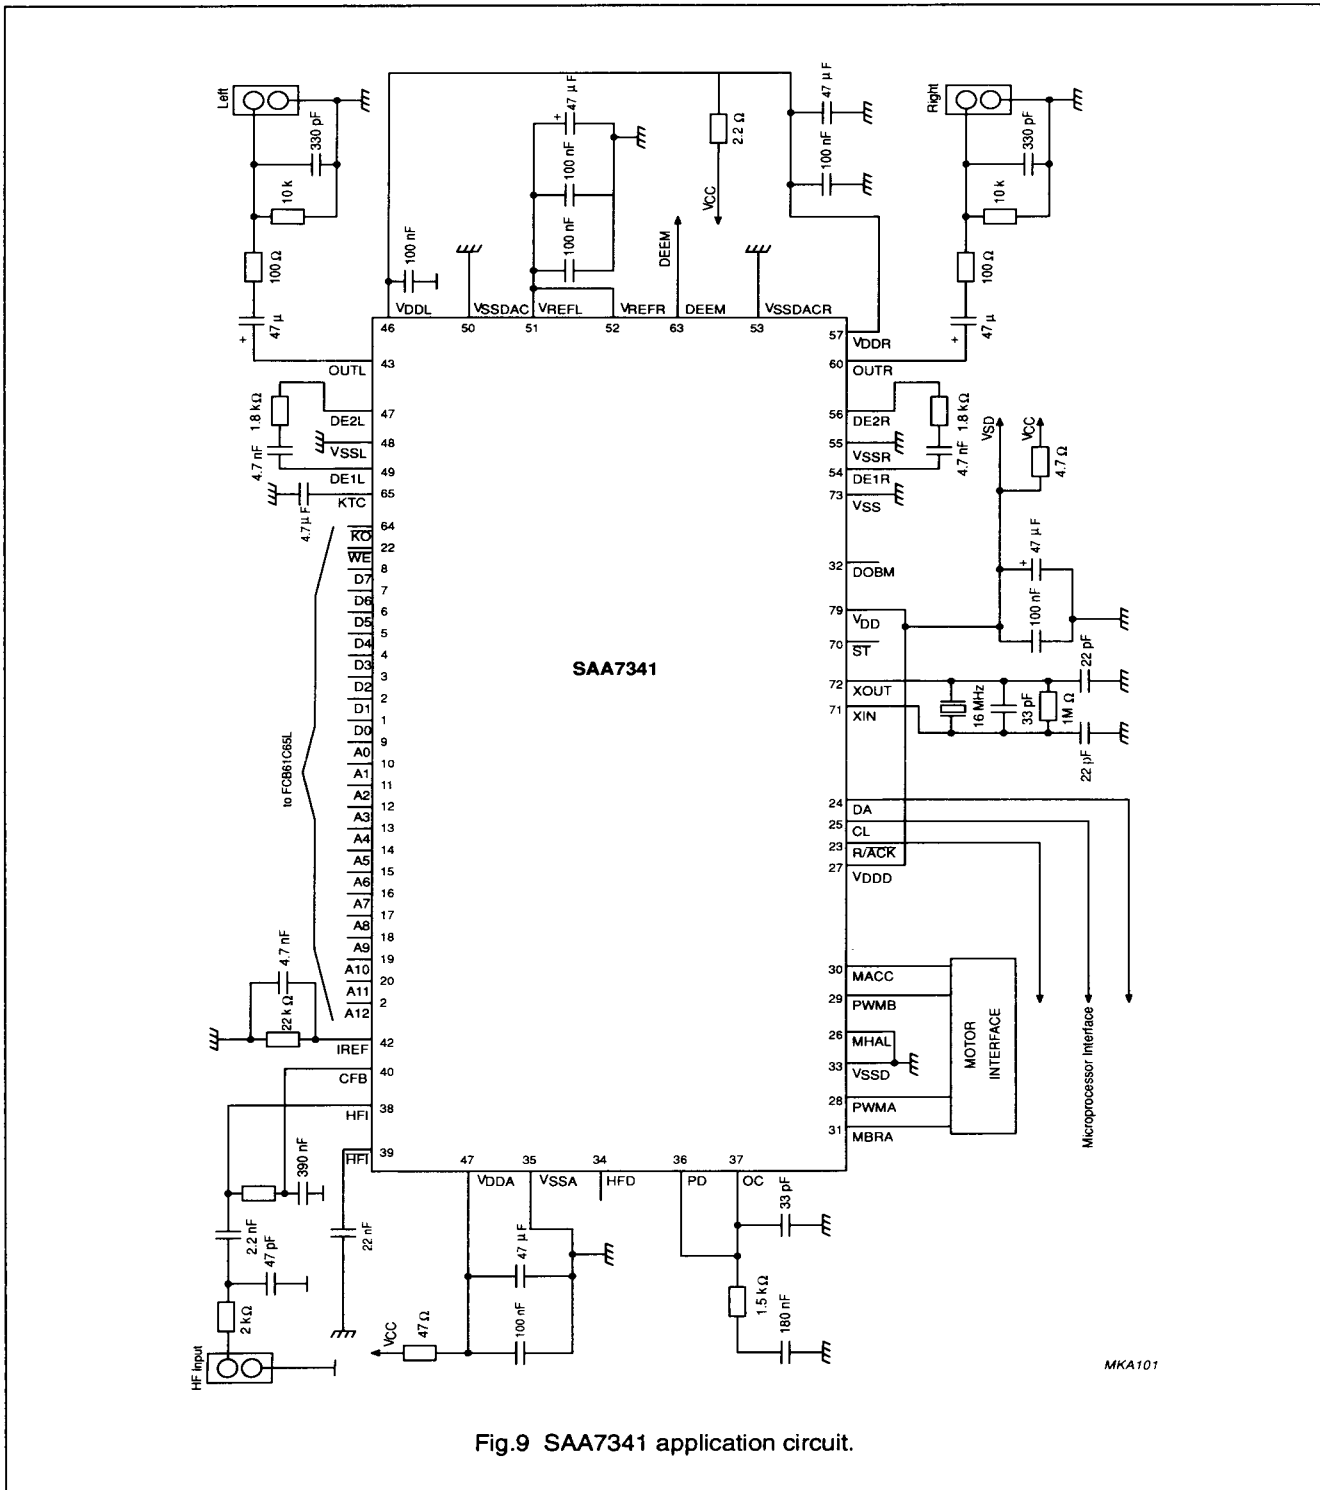 Left
330 pF
10 k
100 Ω
47 µ
+
100 nF
+
47 µF
100 nF
100 nF
2.2 Ω
VCC
DEEM
47 µF
100 nF
Right
330 pF
10 k
100 Ω
47 µ
+
VDDL
VSSDAC
VREFL
VREFR
DEEM
VSSDACR
46
50
51
52
63
53
57
VDDR
43
OUTL
60
OUTR
47
DE2L
48
VSSL
49
DE1L
65
KTC
1.8 kΩ
4.7 nF
4.7 µF
56
DE2R
55
VSSR
54
DE1R
73
VSS
1.8 kΩ
4.7 nF
VSD
VCC
4.7 Ω
+
47 µF
100 nF
64
KO
22
WE
8
D7
7
D6
6
D5
5
D4
4
D3
3
D2
2
D1
1
D0
9
A0
10
A1
11
A2
12
A3
13
A4
14
A5
15
A6
16
A7
17
A8
18
A9
19
A10
20
A11
2
A12
to FCB61C65L
SAA7341
32
DOBM
79
VDD
70
ST
72
XOUT
71
XIN
16 MHz
33 pF
1M Ω
22 pF
22 pF
24
DA
25
CL
23
R/ACK
27
VDDD
30
MACC
29
PWMB
26
MHAL
33
VSSD
28
PWMA
31
MBRA
MOTOR
INTERFACE
Microprocessor Interface
4.7 nF
22 kΩ
42
IREF
40
CFB
38
HFI
39
HFI
390 nF
2.2 nF
47 pF
2 kΩ
22 nF
HF input
47
35
34
36
37
VDDA
VSSA
HFD
PD
OC
VCC
47 Ω
47 µF
100 nF
33 pF
1.5 kΩ
180 nF
MKA101
Fig.9 SAA7341 application circuit.